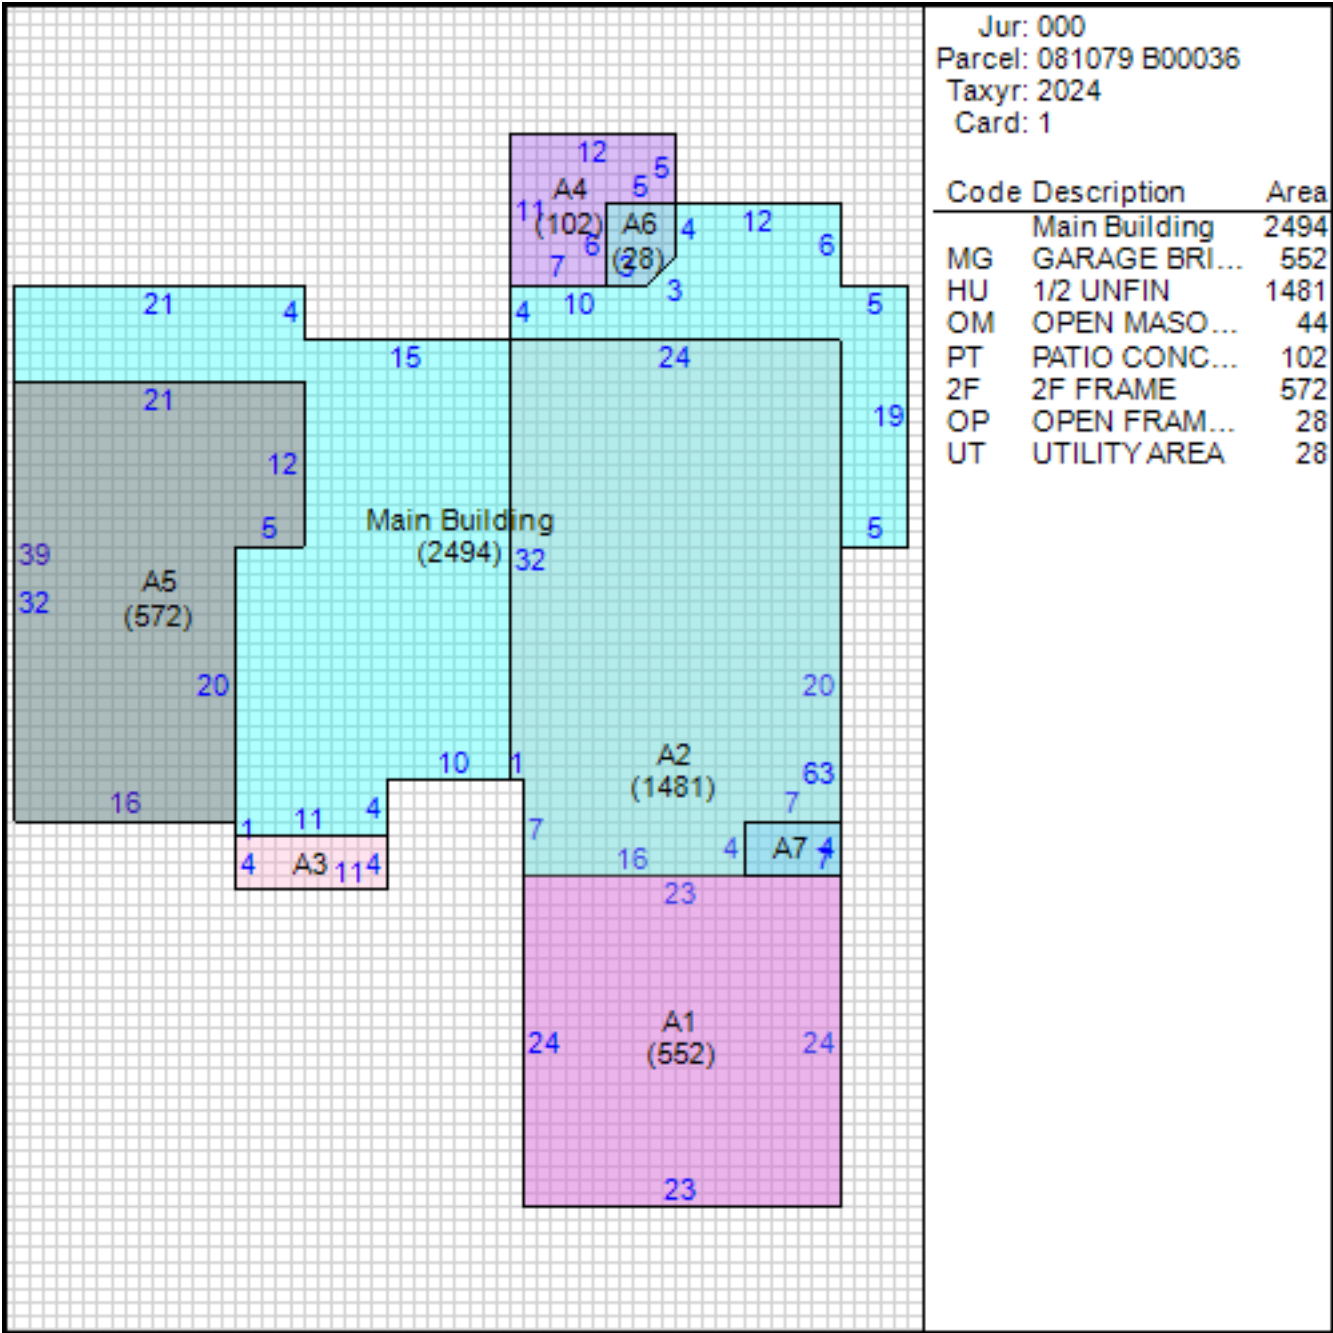 Jur: 000
Parcel: 081079 B00036
Taxyr: 2024
Card: 1
Code Description Area
Main Building 2494
MG GARAGE BRI... 552
HU 1/2 UNFIN 1481
OM OPEN MASO... 44
PT PATIO CONC... 102
2F 2F FRAME 572
OP OPEN FRAM... 28
UT UTILITY AREA 28
12
5
A4
5
11
(102)
A6
4
12
6
6
(28)
7
3
3
21
4
4
10
5
15
24
21
19
12
5
Main Building
5
39
(2494)
32
A5
32
(572)
20
20
10
1
A2
63
(1481)
16
4
7
11
1
7
16
4
A7
4
7
4
A3
11
4
23
A1
24
(552)
24
23